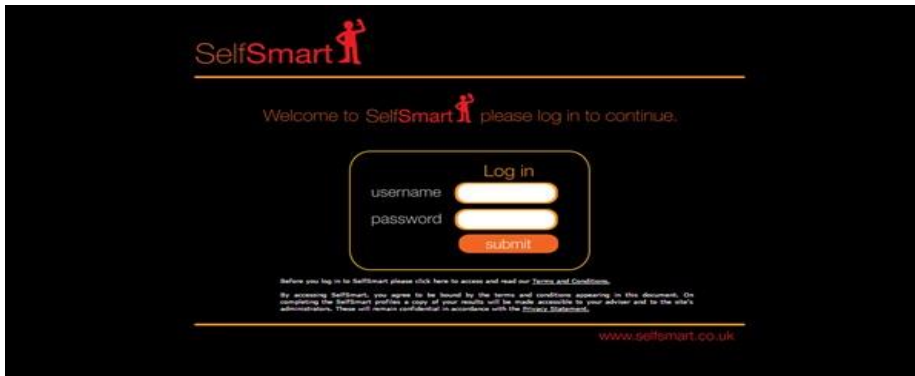 SelfSmart
Welcome to SelfSmart please log in to continue.
Log in
username
password
submit
Before you log in to SelfSmart please click here to access and read our Terms and Conditions.
By accessing SelfSmart, you agree to be bound by the terms and conditions appearing in this document. On
completing the SelfSmart profiles a copy of your results will be made accessible to your adviser and to the site's
administrators. These will remain confidential in accordance with the Privacy Statement.
www.selfsmart.co.uk